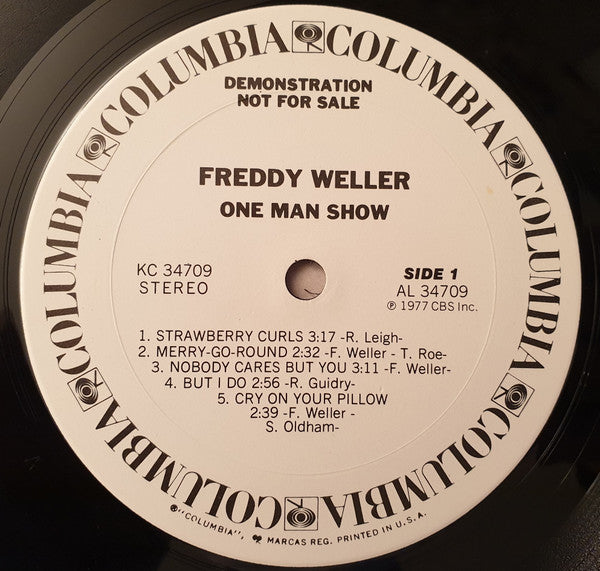 COLUMBIA COLUMBIA COLUMBIA COLUMBIA COLUMBIA COLUMBIA COLUMBIA COLUMBIA
DEMONSTRATION
NOT FOR SALE
FREDDY WELLER
ONE MAN SHOW
KC 34709
STEREO
SIDE 1
AL 34709
℗ 1977 CBS Inc.
1. STRAWBERRY CURLS 3:17 -R. Leigh-
2. MERRY-GO-ROUND 2:32 -F. Weller - T. Roe-
3. NOBODY CARES BUT YOU 3:11 -F. Weller-
4. BUT I DO 2:56 -R. Guidry-
5. CRY ON YOUR PILLOW
2:39 -F. Weller -
S. Oldham-
®"COLUMBIA", MARCAS REG. PRINTED IN U.S.A.